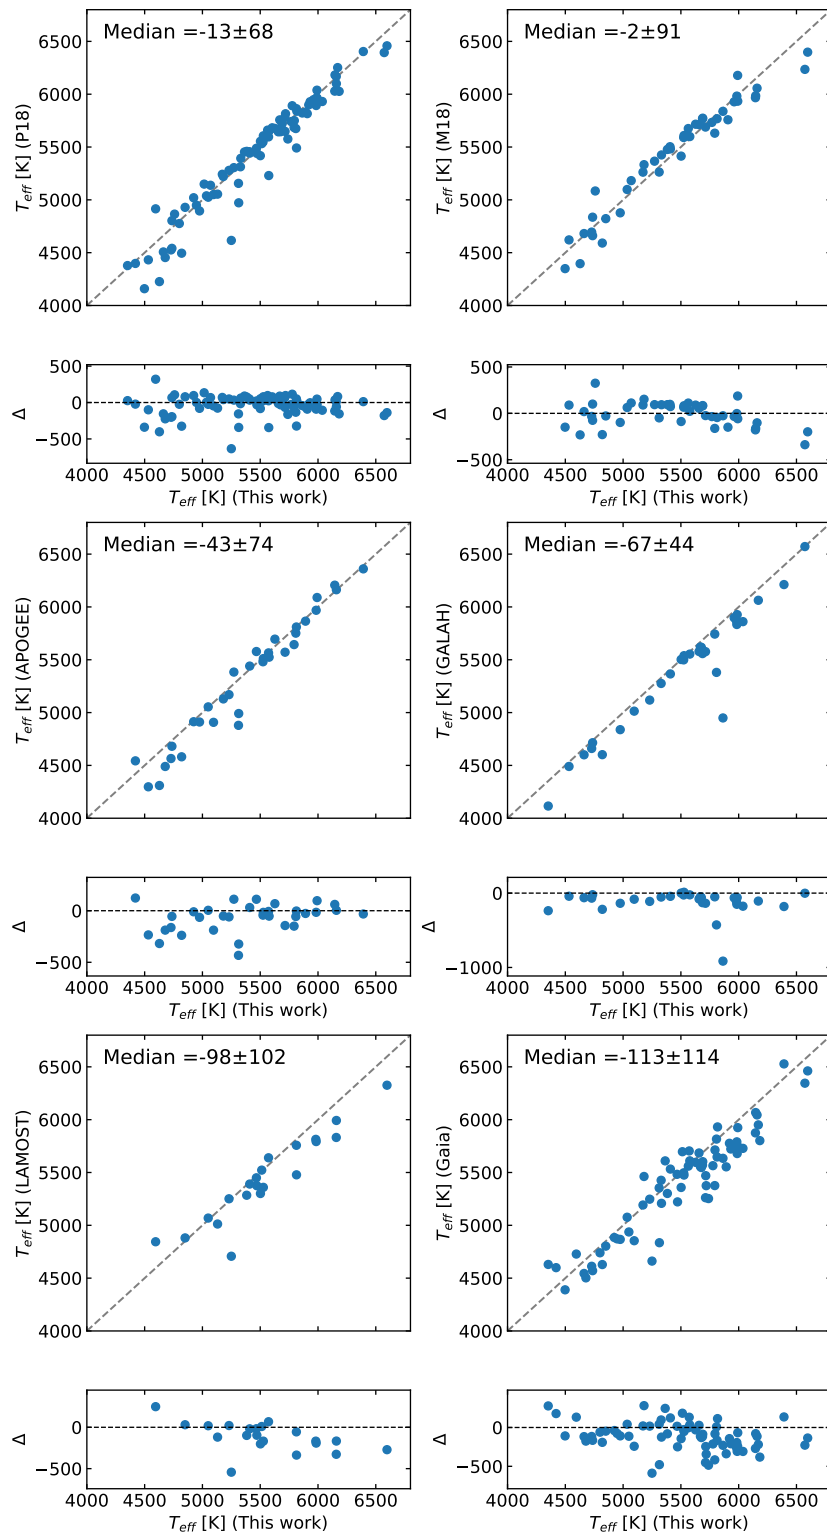 Median =-13±68
T_eff [K] (P18)
6500
6000
5500
5000
4500
4000
500
0
−500
Δ
4000 4500 5000 5500 6000 6500
T_eff [K] (This work)
Median =-2±91
T_eff [K] (M18)
6500
6000
5500
5000
4500
4000
500
0
−500
Δ
4000 4500 5000 5500 6000 6500
T_eff [K] (This work)
Median =-43±74
T_eff [K] (APOGEE)
6500
6000
5500
5000
4500
4000
0
−500
Δ
4000 4500 5000 5500 6000 6500
T_eff [K] (This work)
Median =-67±44
T_eff [K] (GALAH)
6500
6000
5500
5000
4500
4000
0
−1000
Δ
4000 4500 5000 5500 6000 6500
T_eff [K] (This work)
Median =-98±102
T_eff [K] (LAMOST)
6500
6000
5500
5000
4500
4000
0
−500
Δ
4000 4500 5000 5500 6000 6500
T_eff [K] (This work)
Median =-113±114
T_eff [K] (Gaia)
6500
6000
5500
5000
4500
4000
0
−500
Δ
4000 4500 5000 5500 6000 6500
T_eff [K] (This work)